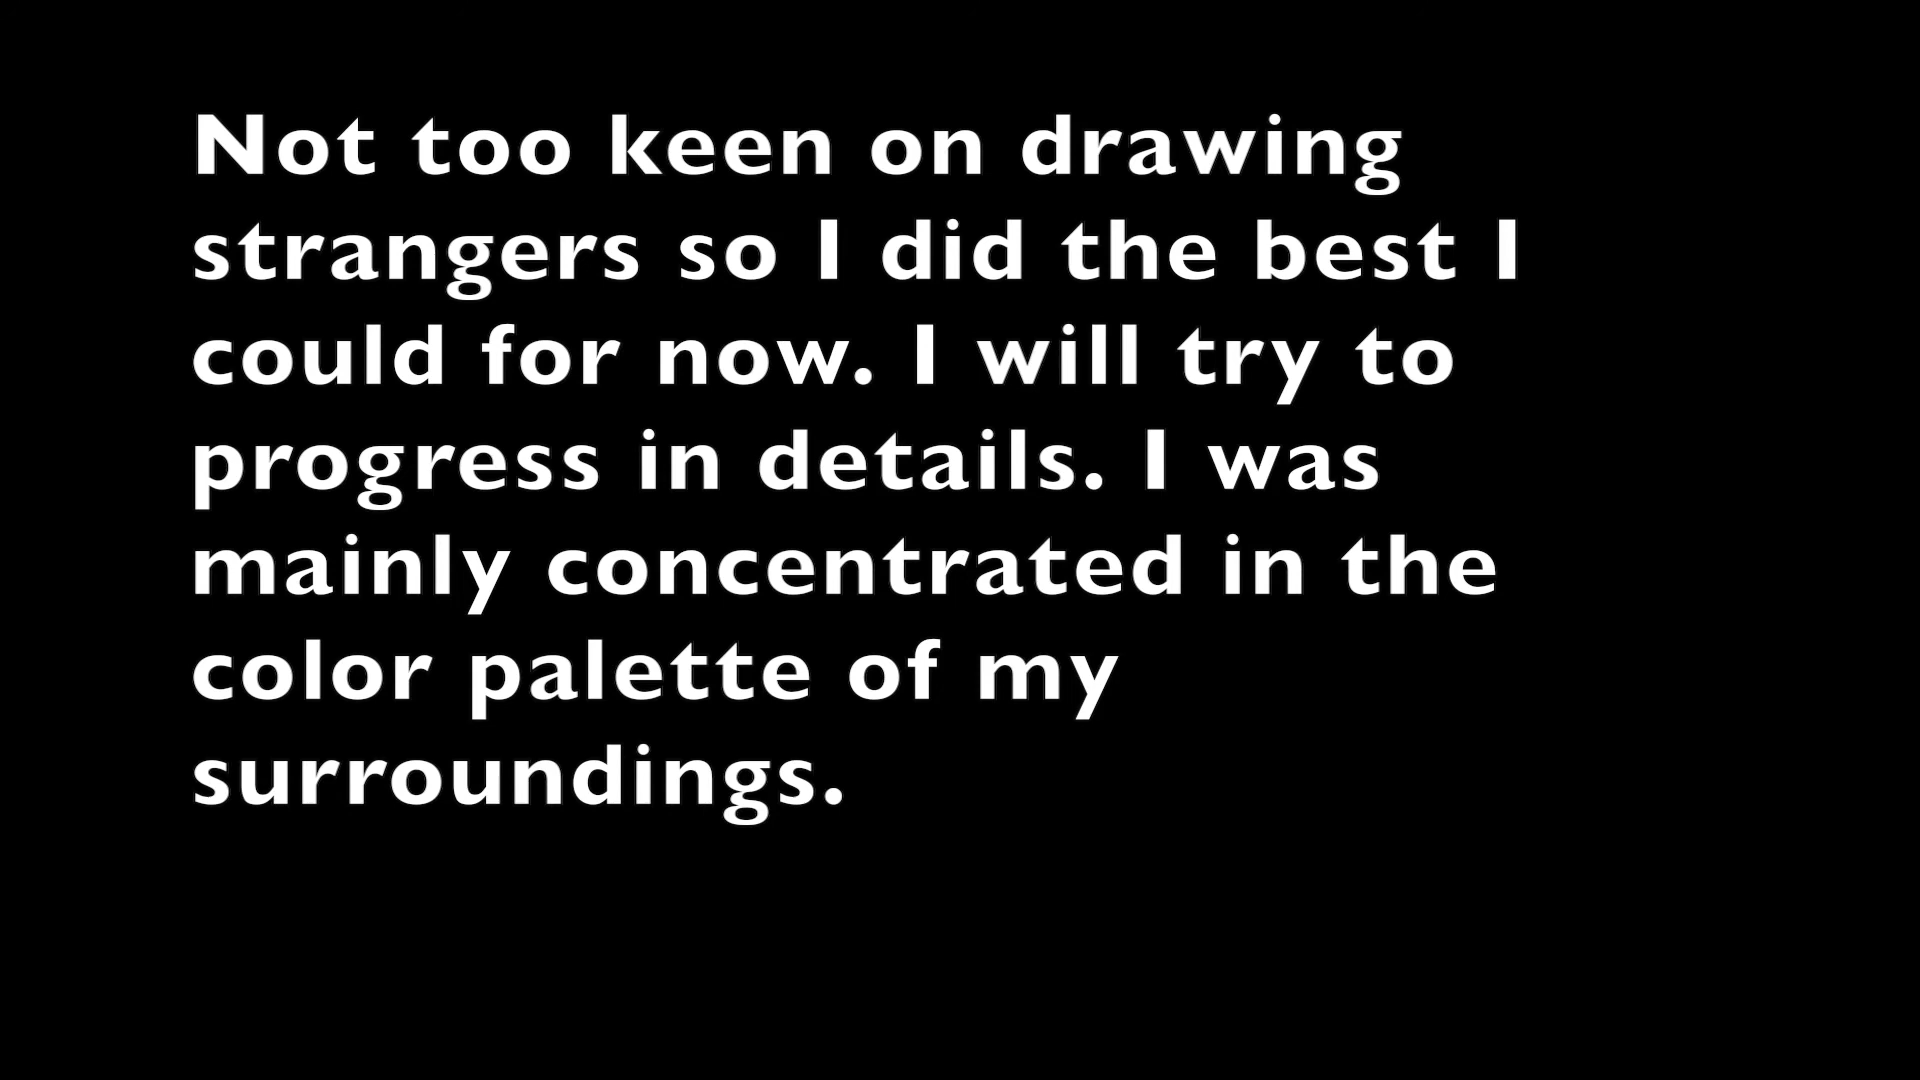 Not too keen on drawing
strangers so I did the best I
could for now. I will try to
progress in details. I was
mainly concentrated in the
color palette of my
surroundings.